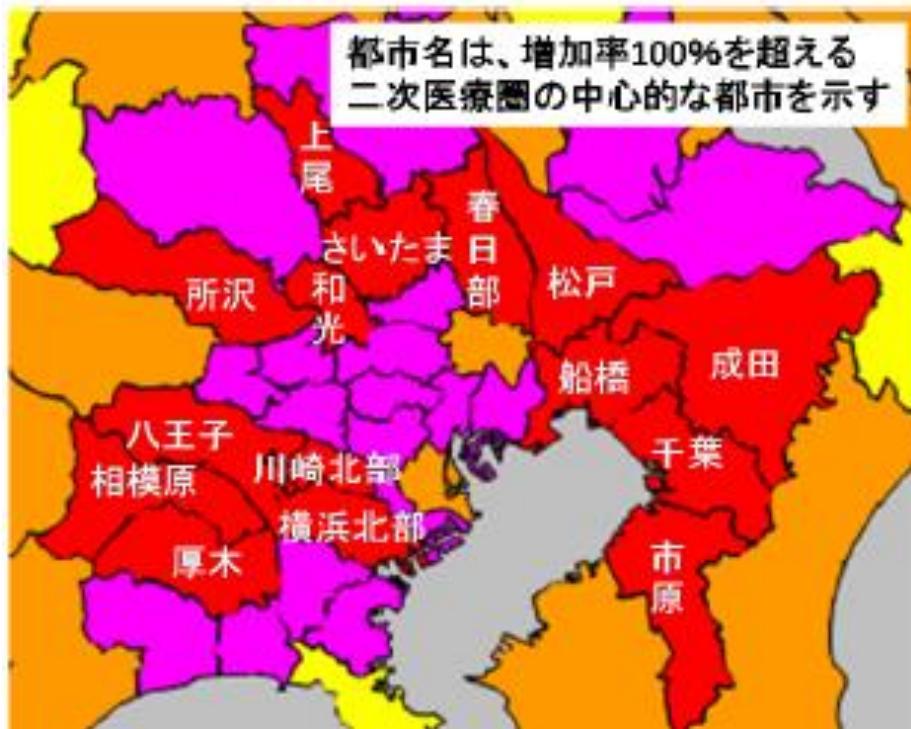 都市名は、増加率100%を超える
二次医療圏の中心的な都市を示す
上尾
春日部
さいたま
和光
所沢
松戸
船橋
成田
八王子
川崎北部
千葉
相模原
横浜北部
厚木
市原